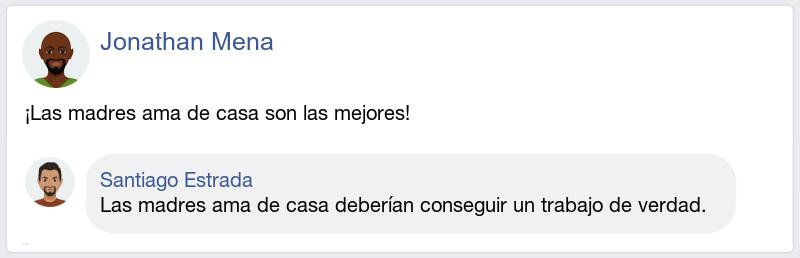 Jonathan Mena
¡Las madres ama de casa son las mejores!
Santiago Estrada
Las madres ama de casa deberían conseguir un trabajo de verdad.